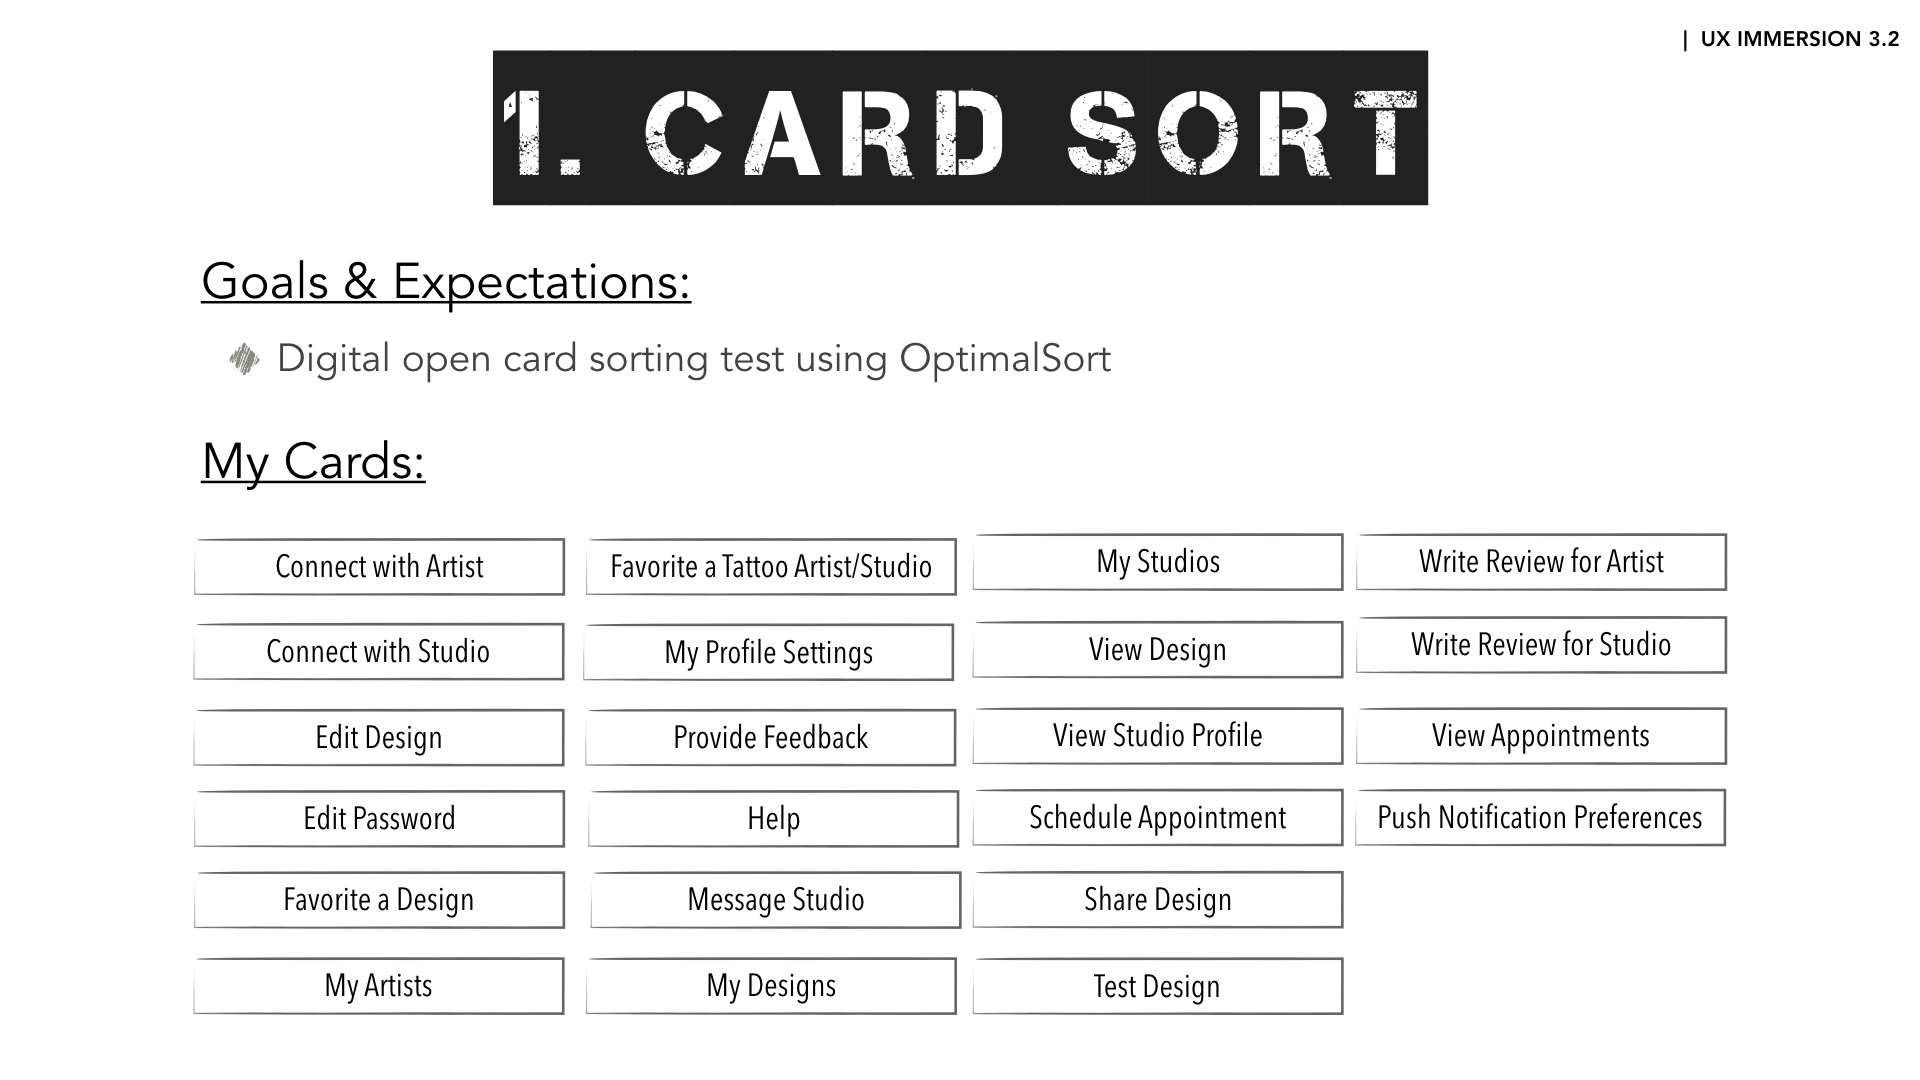 | UX IMMERSION 3.2
1. CARD SORT
Goals & Expectations:
Digital open card sorting test using OptimalSort
My Cards:
Connect with Artist
Favorite a Tattoo Artist/Studio
My Studios
Write Review for Artist
Connect with Studio
My Profile Settings
View Design
Write Review for Studio
Edit Design
Provide Feedback
View Studio Profile
View Appointments
Edit Password
Help
Schedule Appointment
Push Notification Preferences
Favorite a Design
Message Studio
Share Design
My Artists
My Designs
Test Design